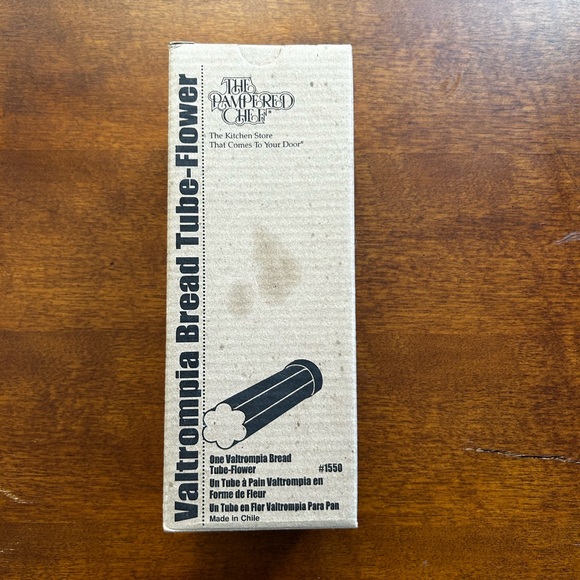 Valtrompia Bread Tube-Flower
THE
PAMPERED
CHEF®
The Kitchen Store
That Comes To Your Door®
One Valtrompia Bread
Tube-Flower #1550
Un Tube à Pain Valtrompia en
Forme de Fleur
Un Tubo en Flor Valtrompia Para Pan
Made in Chile